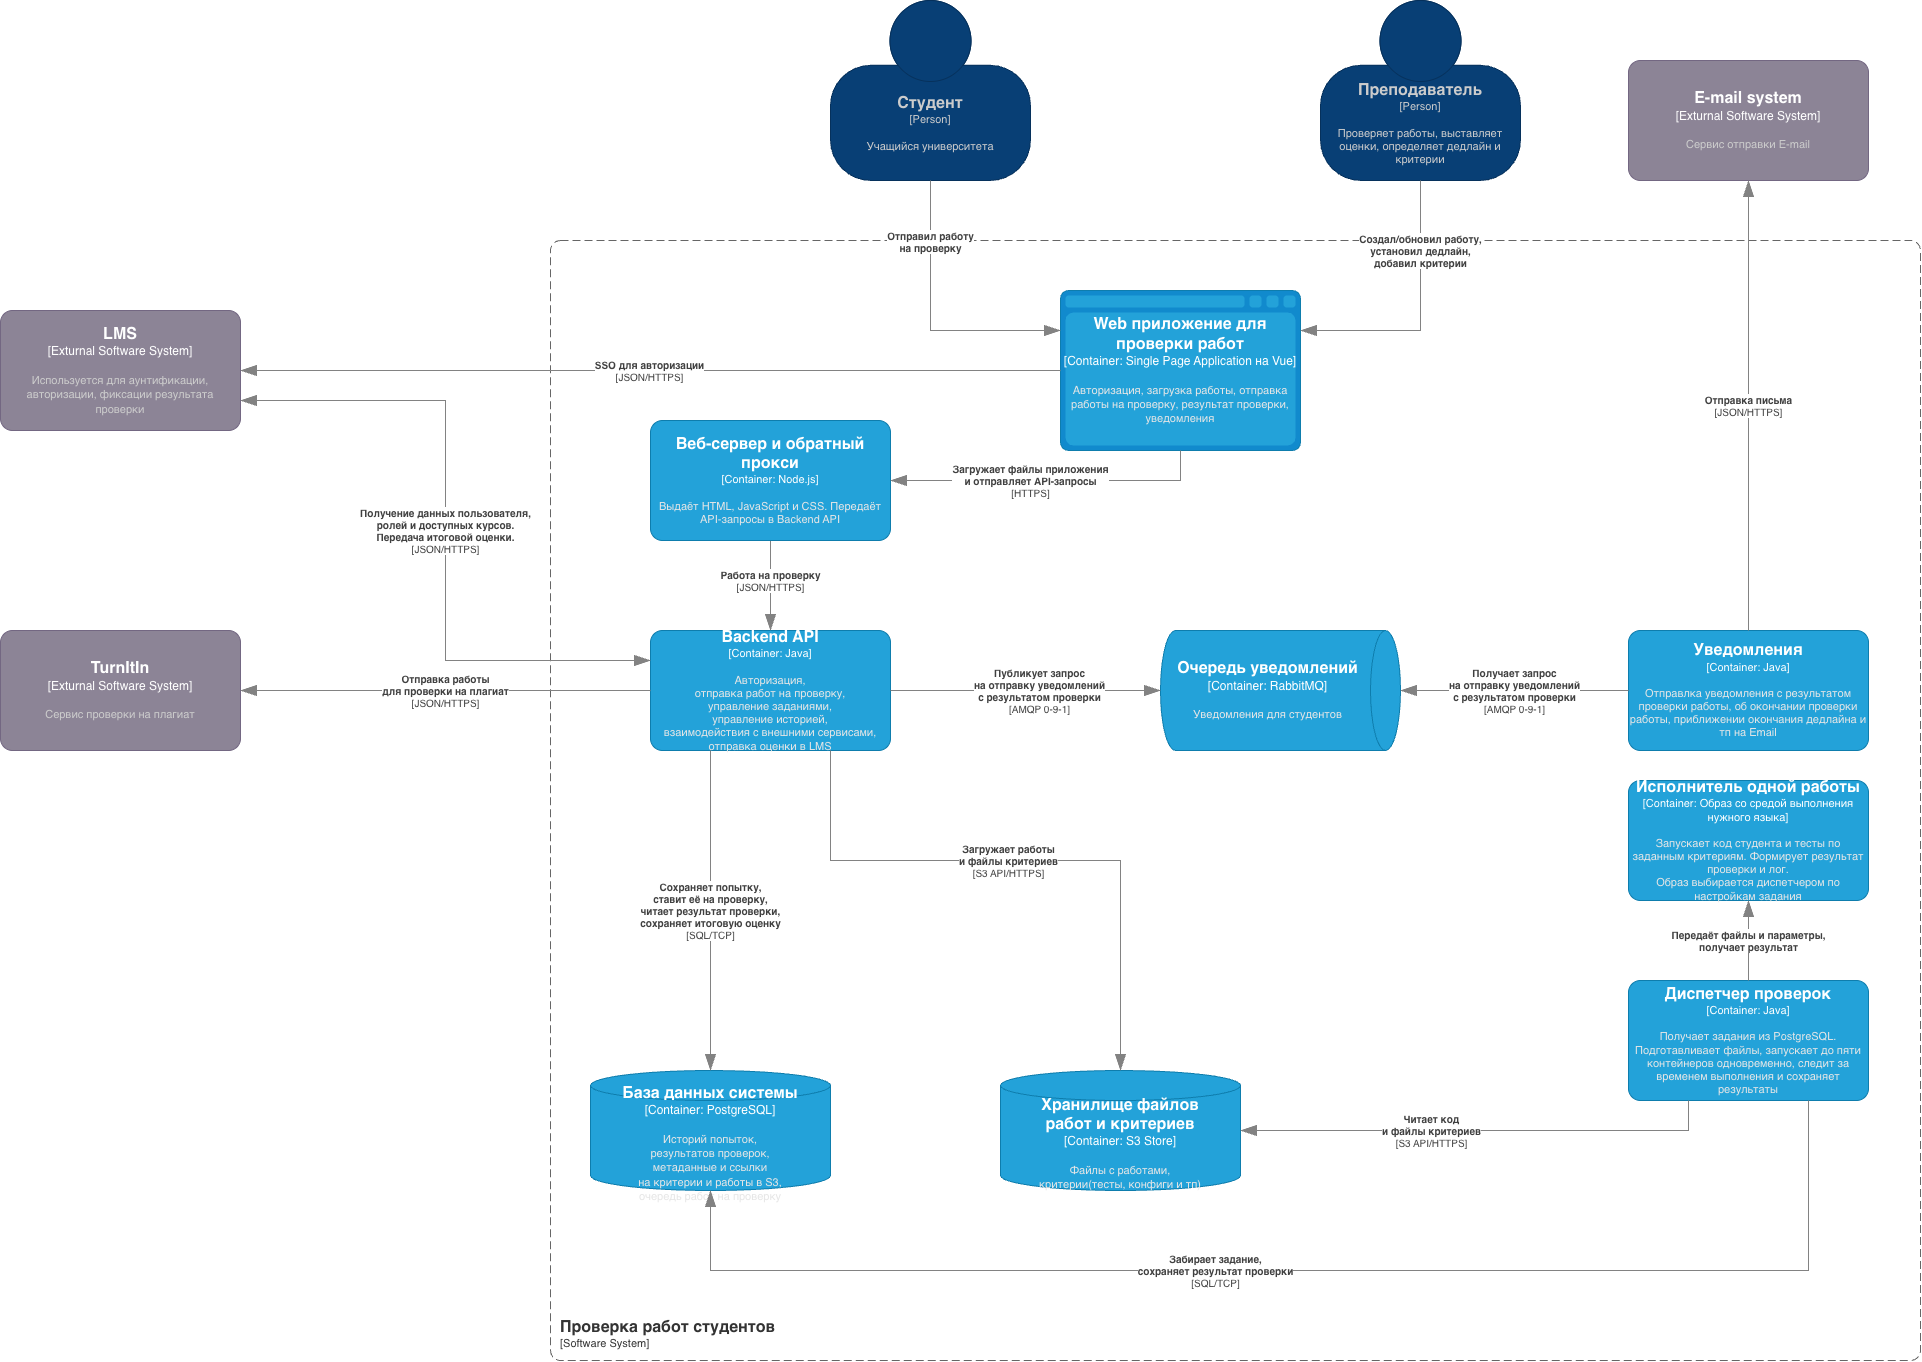 Студент
[Person]
Учащийся университета
Преподаватель
[Person]
Проверяет работы, выставляет
оценки, определяет дедлайн и
критерии
E-mail system
[Exturnal Software System]
Сервис отправки E-mail
Отправил работу
на проверку
Создал/обновил работу,
установил дедлайн,
добавил критерии
LMS
[Exturnal Software System]
Используется для аунтификации,
авторизации, фиксации результата
проверки
SSO для авторизации
[JSON/HTTPS]
Web приложение для
проверки работ
[Container: Single Page Application на Vue]
Авторизация, загрузка работы, отправка
работы на проверку, результат проверки,
уведомления
Отправка письма
[JSON/HTTPS]
Веб-сервер и обратный
прокси
[Container: Node.js]
Выдаёт HTML, JavaScript и CSS. Передаёт
API-запросы в Backend API
Загружает файлы приложения
и отправляет API-запросы
[HTTPS]
Получение данных пользователя,
ролей и доступных курсов.
Передача итоговой оценки.
[JSON/HTTPS]
Работа на проверку
[JSON/HTTPS]
TurnItIn
[Exturnal Software System]
Сервис проверки на плагиат
Отправка работы
для проверки на плагиат
[JSON/HTTPS]
Backend API
[Container: Java]
Авторизация,
отправка работ на проверку,
управление заданиями,
управление историей,
взаимодействия с внешними сервисами,
отправка оценки в LMS
Публикует запрос
на отправку уведомлений
с результатом проверки
[AMQP 0-9-1]
Очередь уведомлений
[Container: RabbitMQ]
Уведомления для студентов
Получает запрос
на отправку уведомлений
с результатом проверки
[AMQP 0-9-1]
Уведомления
[Container: Java]
Отправлка уведомления с результатом
проверки работы, об окончании проверки
работы, приближении окончания дедлайна и
тп на Email
Исполнитель одной работы
[Container: Образ со средой выполнения
нужного языка]
Запускает код студента и тесты по
заданным критериям. Формирует результат
проверки и лог.
Образ выбирается диспетчером по
настройкам задания
Загружает работы
и файлы критериев
[S3 API/HTTPS]
Сохраняет попытку,
ставит её на проверку,
читает результат проверки,
сохраняет итоговую оценку
[SQL/TCP]
Передаёт файлы и параметры,
получает результат
Диспетчер проверок
[Container: Java]
Получает задания из PostgreSQL.
Подготавливает файлы, запускает до пяти
контейнеров одновременно, следит за
временем выполнения и сохраняет
результаты
База данных системы
[Container: PostgreSQL]
Историй попыток,
результатов проверок,
метаданные и ссылки
на критерии и работы в S3,
очередь работ на проверку
Хранилище файлов
работ и критериев
[Container: S3 Store]
Файлы с работами,
критерии(тесты, конфиги и тп)
Читает код
и файлы критериев
[S3 API/HTTPS]
Забирает задание,
сохраняет результат проверки
[SQL/TCP]
Проверка работ студентов
[Software System]